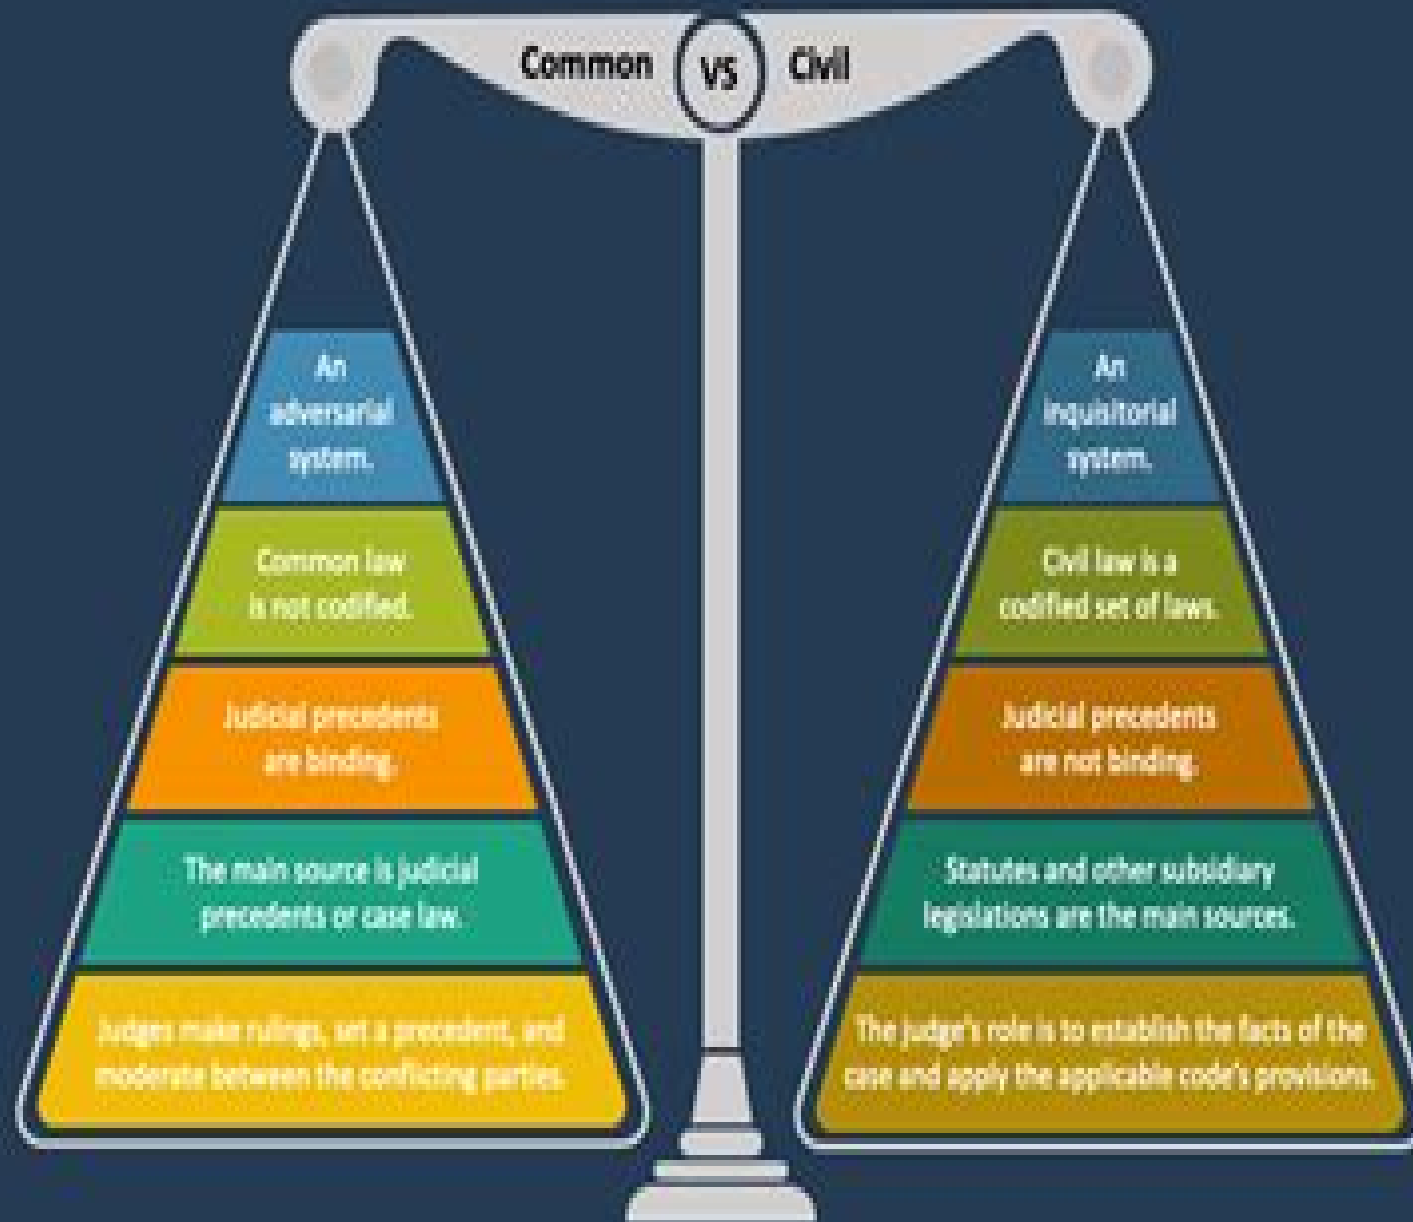 Common VS Civil
An
adversarial
system.
Common law
is not codified.
Judicial precedents
are binding.
The main source is judicial
precedents or case law.
Judges make rulings, set a precedent, and
moderate between the conflicting parties.
An
inquisitorial
system.
Civil law is a
codified set of laws.
Judicial precedents
are not binding.
Statutes and other subsidiary
legislations are the main sources.
The judge's role is to establish the facts of the
case and apply the applicable code's provisions.